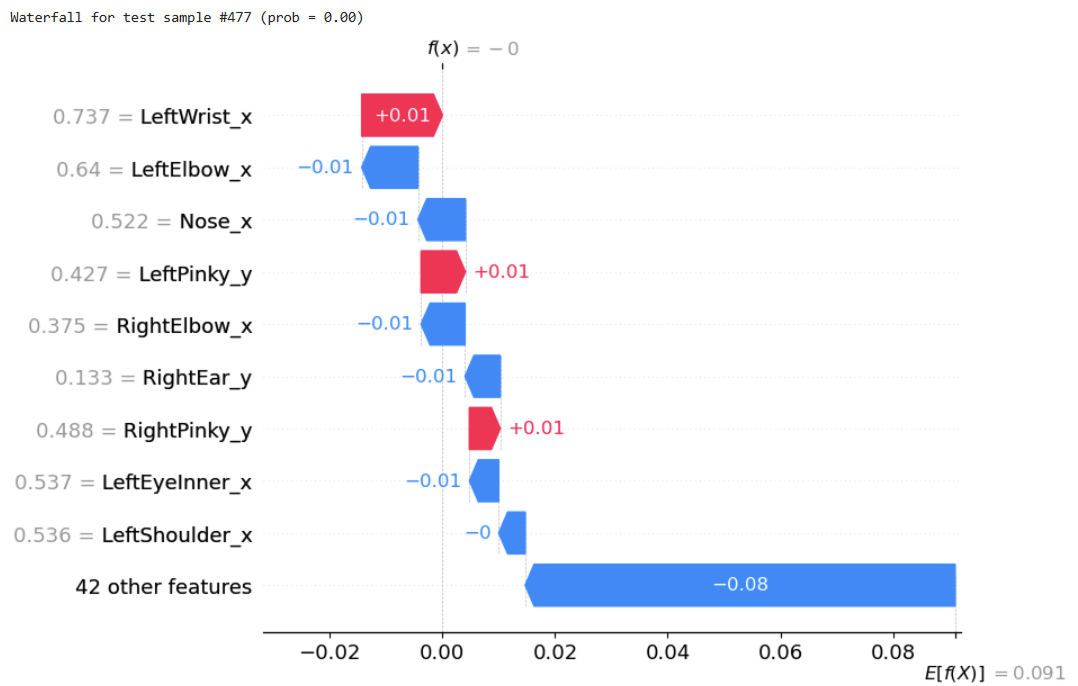 Waterfall for test sample #477 (prob = 0.00)
f(x) = −0
0.737 = LeftWrist_x +0.01
0.64 = LeftElbow_x −0.01
0.522 = Nose_x −0.01
0.427 = LeftPinky_y +0.01
0.375 = RightElbow_x −0.01
0.133 = RightEar_y −0.01
0.488 = RightPinky_y +0.01
0.537 = LeftEyeInner_x −0.01
0.536 = LeftShoulder_x −0
42 other features −0.08
−0.02 0.00 0.02 0.04 0.06 0.08
E[f(X)] = 0.091